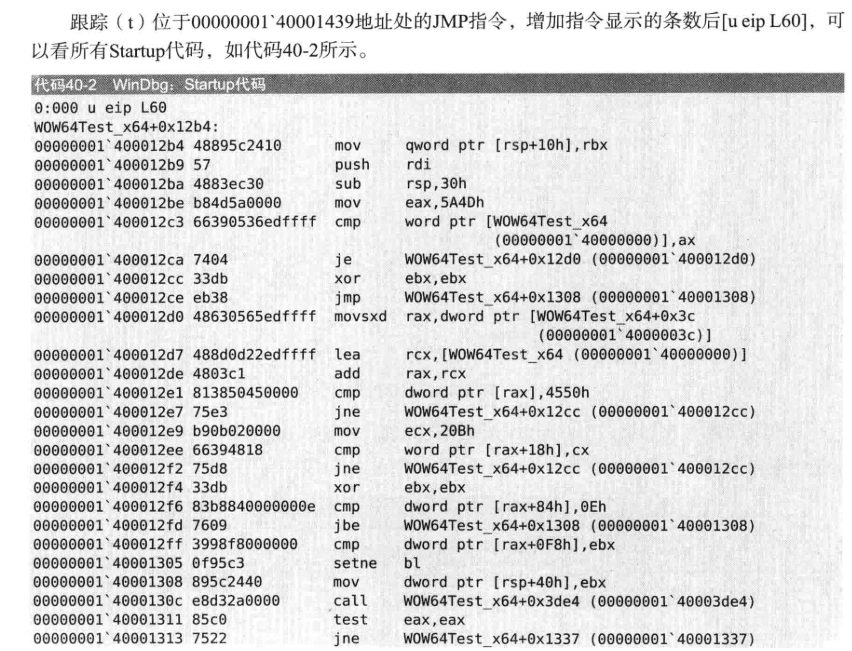 跟踪（t）位于00000001`40001439地址处的JMP指令，增加指令显示的条数后[u eip L60]，可
以看所有Startup代码，如代码40-2所示。
代码40-2 WinDbg：Startup代码
0:000 u eip L60
WOW64Test_x64+0x12b4:
00000001`400012b4 48895c2410 mov qword ptr [rsp+10h],rbx
00000001`400012b9 57 push rdi
00000001`400012ba 4883ec30 sub rsp,30h
00000001`400012be b84d5a0000 mov eax,5A4Dh
00000001`400012c3 66390536edffff cmp word ptr [WOW64Test_x64
(00000001`40000000)],ax
00000001`400012ca 7404 je WOW64Test_x64+0x12d0 (00000001`400012d0)
00000001`400012cc 33db xor ebx,ebx
00000001`400012ce eb38 jmp WOW64Test_x64+0x1308 (00000001`40001308)
00000001`400012d0 48630565edffff movsxd rax,dword ptr [WOW64Test_x64+0x3c
(00000001`4000003c)]
00000001`400012d7 488d0d22edffff lea rcx,[WOW64Test_x64 (00000001`40000000)]
00000001`400012de 4803c1 add rax,rcx
00000001`400012e1 813850450000 cmp dword ptr [rax],4550h
00000001`400012e7 75e3 jne WOW64Test_x64+0x12cc (00000001`400012cc)
00000001`400012e9 b90b020000 mov ecx,20Bh
00000001`400012ee 66394818 cmp word ptr [rax+18h],cx
00000001`400012f2 75d8 jne WOW64Test_x64+0x12cc (00000001`400012cc)
00000001`400012f4 33db xor ebx,ebx
00000001`400012f6 83b8840000000e cmp dword ptr [rax+84h],0Eh
00000001`400012fd 7609 jbe WOW64Test_x64+0x1308 (00000001`40001308)
00000001`400012ff 3998f8000000 cmp dword ptr [rax+0F8h],ebx
00000001`40001305 0f95c3 setne bl
00000001`40001308 895c2440 mov dword ptr [rsp+40h],ebx
00000001`4000130c e8d32a0000 call WOW64Test_x64+0x3de4 (00000001`40003de4)
00000001`40001311 85c0 test eax,eax
00000001`40001313 7522 jne WOW64Test_x64+0x1337 (00000001`40001337)